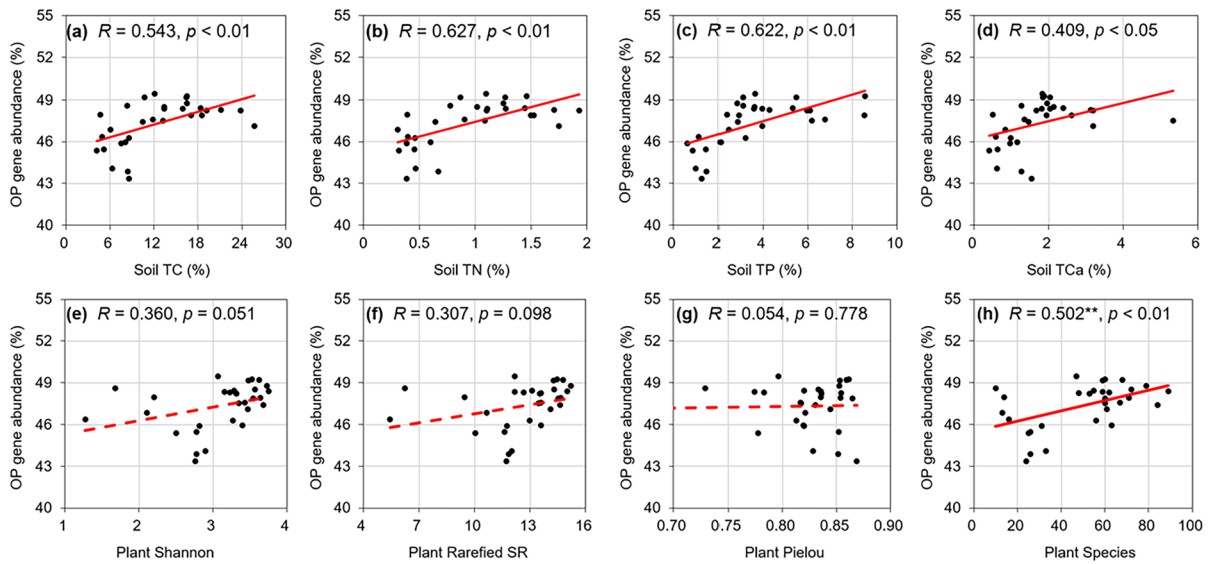 (a) R = 0.543, p < 0.01
OP gene abundance (%)
55
52
49
46
43
40
0 6 12 18 24 30
Soil TC (%)
(b) R = 0.627, p < 0.01
OP gene abundance (%)
55
52
49
46
43
40
0 0.5 1 1.5 2
Soil TN (%)
(c) R = 0.622, p < 0.01
OP gene abundance (%)
55
52
49
46
43
40
0 2 4 6 8 10
Soil TP (%)
(d) R = 0.409, p < 0.05
OP gene abundance (%)
55
52
49
46
43
40
0 2 4 6
Soil TCa (%)
(e) R = 0.360, p = 0.051
OP gene abundance (%)
55
52
49
46
43
40
1 2 3 4
Plant Shannon
(f) R = 0.307, p = 0.098
OP gene abundance (%)
55
52
49
46
43
40
4 7 10 13 16
Plant Rarefied SR
(g) R = 0.054, p = 0.778
OP gene abundance (%)
55
52
49
46
43
40
0.70 0.75 0.80 0.85 0.90
Plant Pielou
(h) R = 0.502**, p < 0.01
OP gene abundance (%)
55
52
49
46
43
40
0 20 40 60 80 100
Plant Species